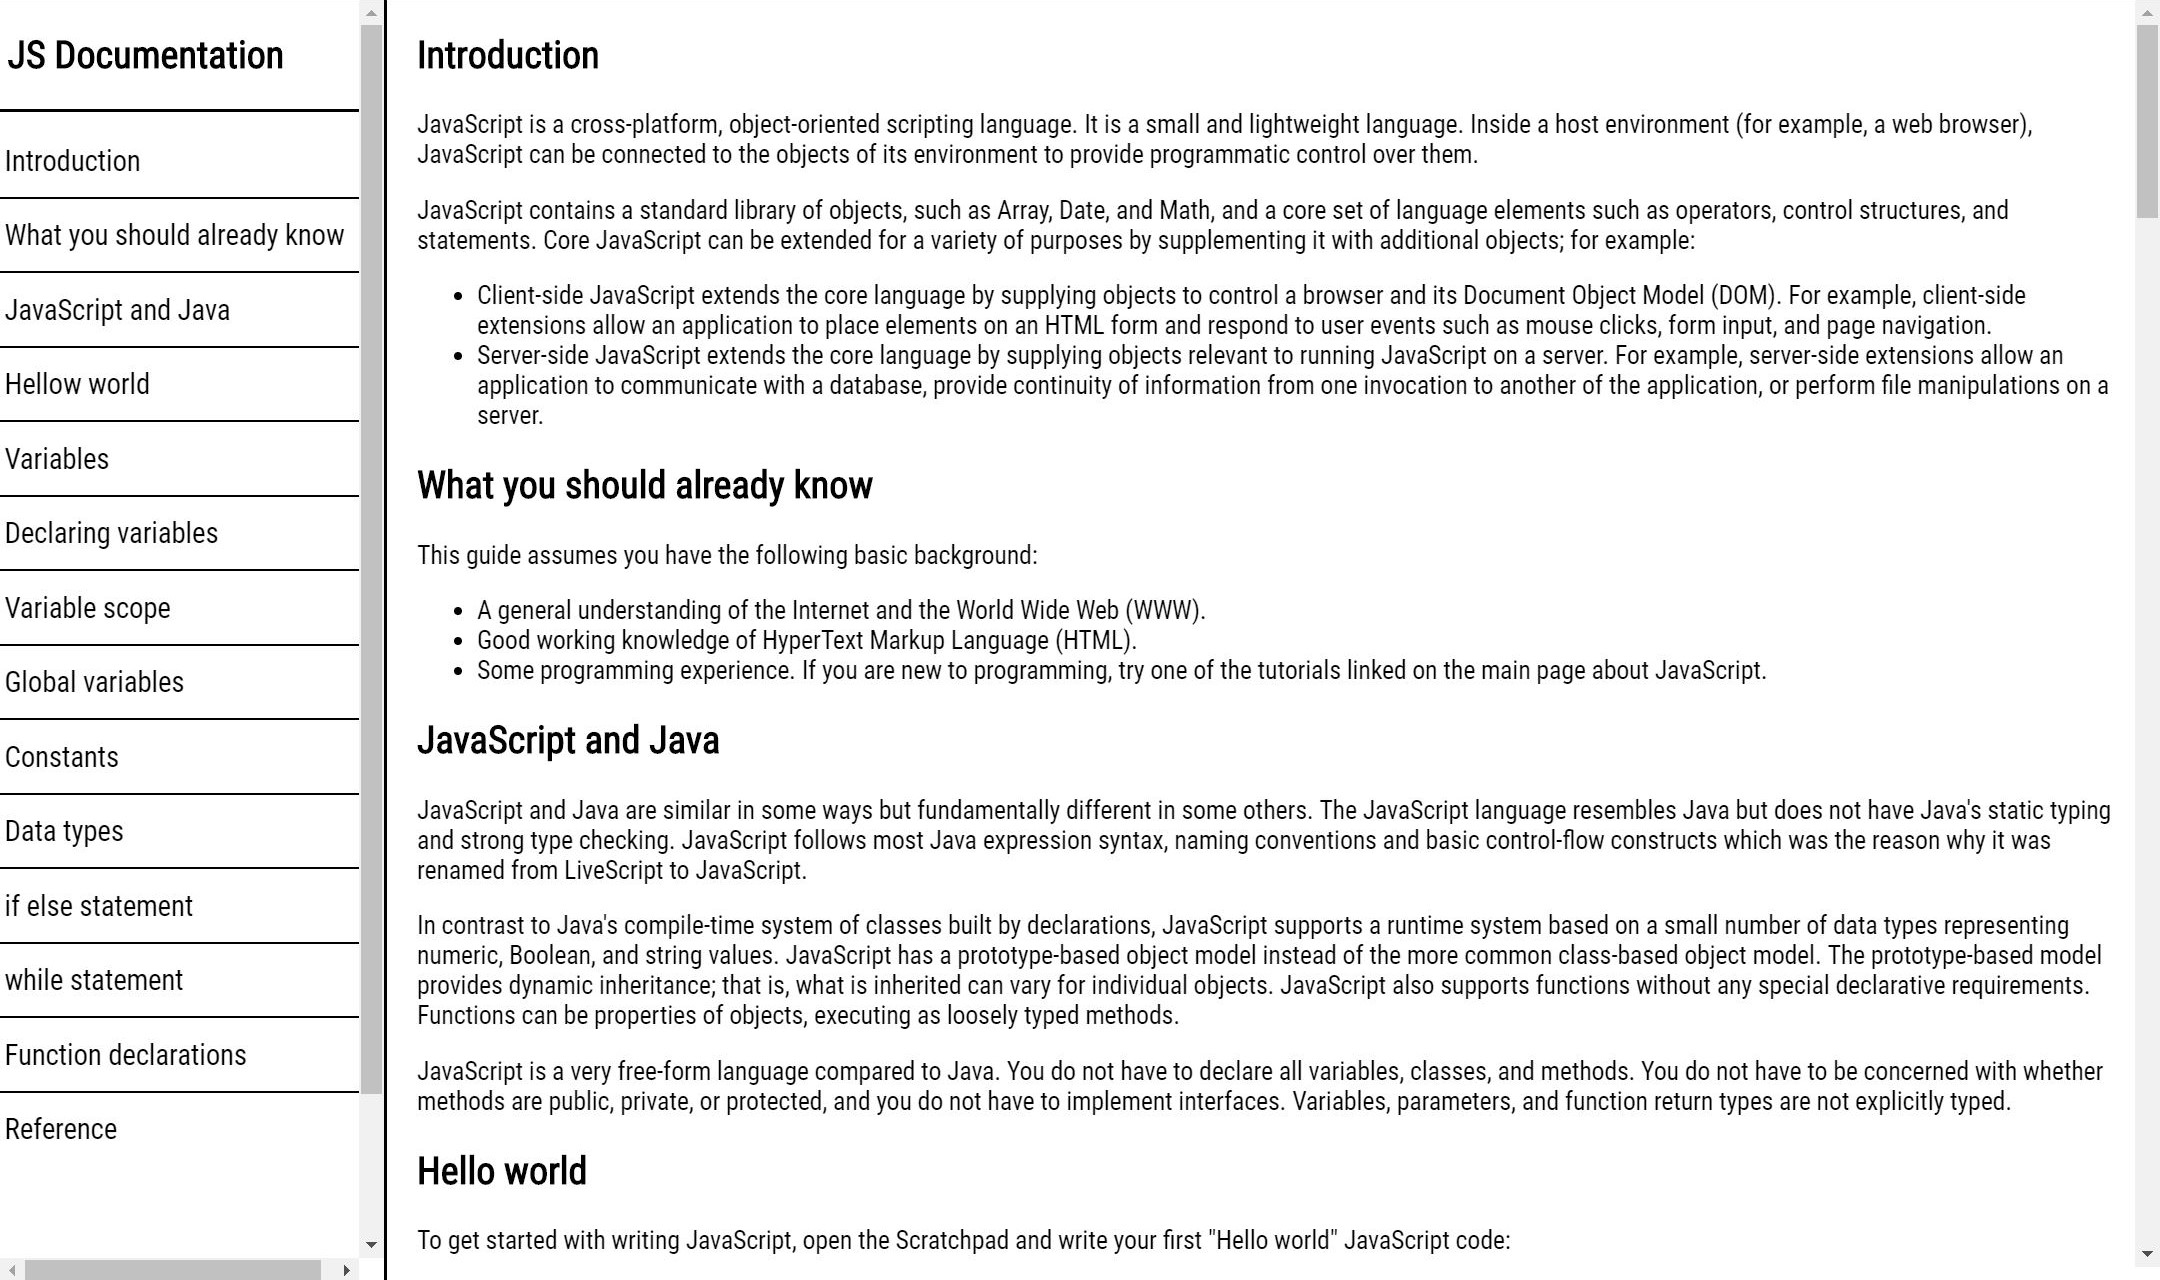 JS Documentation
Introduction
What you should already know
JavaScript and Java
Hellow world
Variables
Declaring variables
Variable scope
Global variables
Constants
Data types
if else statement
while statement
Function declarations
Reference
Introduction
JavaScript is a cross-platform, object-oriented scripting language. It is a small and lightweight language. Inside a host environment (for example, a web browser),
JavaScript can be connected to the objects of its environment to provide programmatic control over them.
JavaScript contains a standard library of objects, such as Array, Date, and Math, and a core set of language elements such as operators, control structures, and
statements. Core JavaScript can be extended for a variety of purposes by supplementing it with additional objects; for example:
• Client-side JavaScript extends the core language by supplying objects to control a browser and its Document Object Model (DOM). For example, client-side
extensions allow an application to place elements on an HTML form and respond to user events such as mouse clicks, form input, and page navigation.
• Server-side JavaScript extends the core language by supplying objects relevant to running JavaScript on a server. For example, server-side extensions allow an
application to communicate with a database, provide continuity of information from one invocation to another of the application, or perform file manipulations on a
server.
What you should already know
This guide assumes you have the following basic background:
• A general understanding of the Internet and the World Wide Web (WWW).
• Good working knowledge of HyperText Markup Language (HTML).
• Some programming experience. If you are new to programming, try one of the tutorials linked on the main page about JavaScript.
JavaScript and Java
JavaScript and Java are similar in some ways but fundamentally different in some others. The JavaScript language resembles Java but does not have Java's static typing
and strong type checking. JavaScript follows most Java expression syntax, naming conventions and basic control-flow constructs which was the reason why it was
renamed from LiveScript to JavaScript.
In contrast to Java's compile-time system of classes built by declarations, JavaScript supports a runtime system based on a small number of data types representing
numeric, Boolean, and string values. JavaScript has a prototype-based object model instead of the more common class-based object model. The prototype-based model
provides dynamic inheritance; that is, what is inherited can vary for individual objects. JavaScript also supports functions without any special declarative requirements.
Functions can be properties of objects, executing as loosely typed methods.
JavaScript is a very free-form language compared to Java. You do not have to declare all variables, classes, and methods. You do not have to be concerned with whether
methods are public, private, or protected, and you do not have to implement interfaces. Variables, parameters, and function return types are not explicitly typed.
Hello world
To get started with writing JavaScript, open the Scratchpad and write your first "Hello world" JavaScript code: